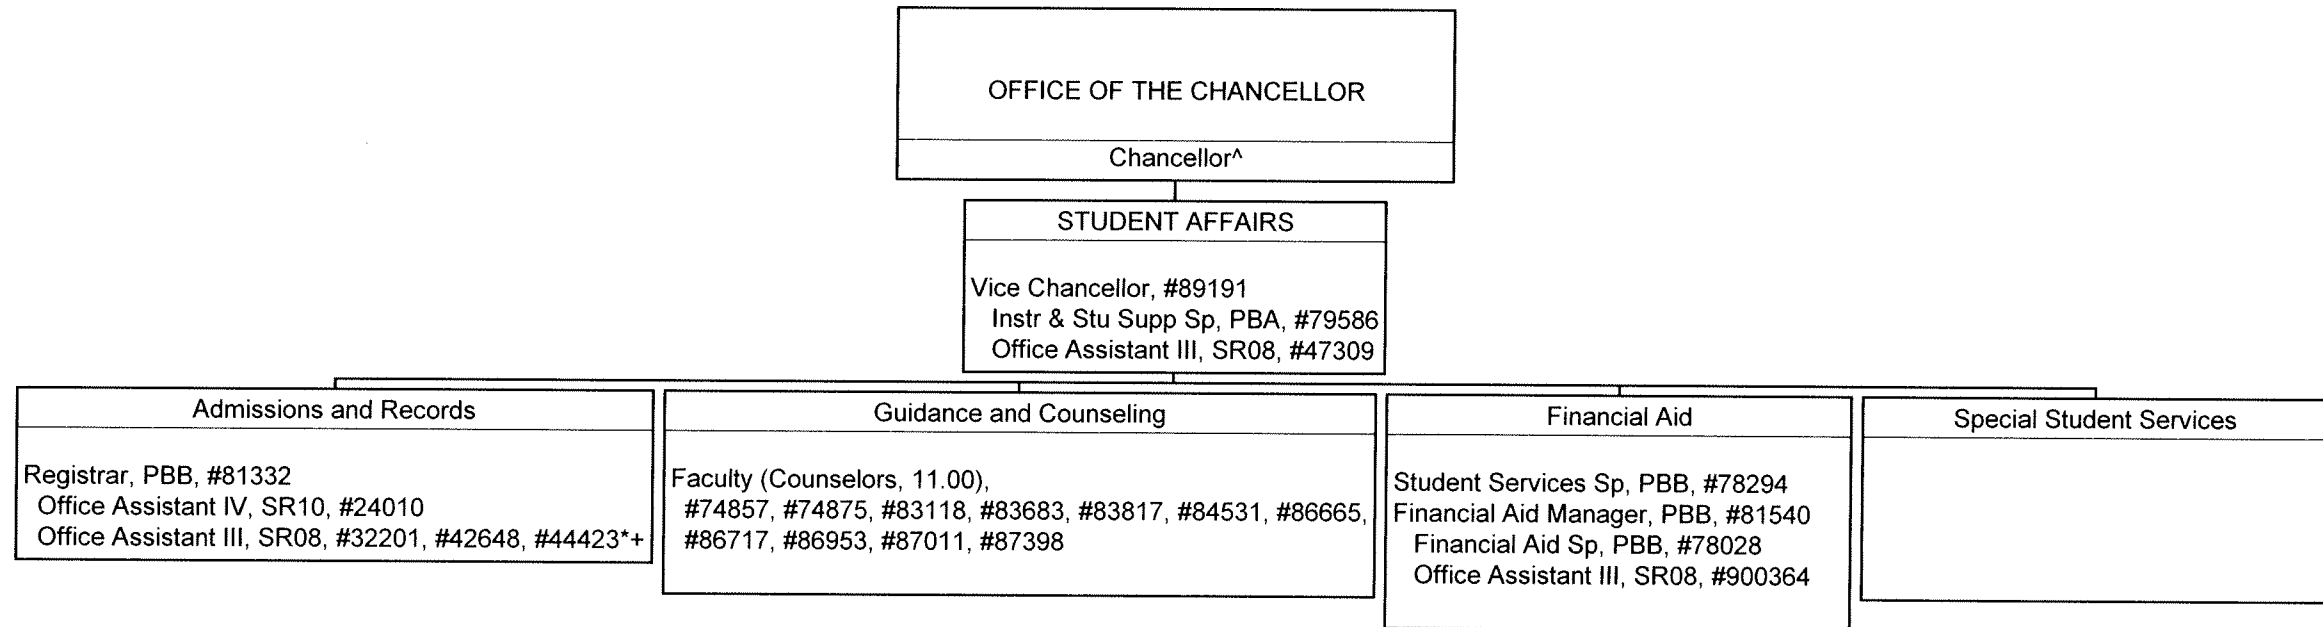 OFFICE OF THE CHANCELLOR
Chancellor^
STUDENT AFFAIRS
Vice Chancellor, #89191
Instr & Stu Supp Sp, PBA, #79586
Office Assistant III, SR08, #47309
Admissions and Records
Registrar, PBB, #81332
Office Assistant IV, SR10, #24010
Office Assistant III, SR08, #32201, #42648, #44423*+
Guidance and Counseling
Faculty (Counselors, 11.00),
#74857, #74875, #83118, #83683, #83817, #84531, #86665,
#86717, #86953, #87011, #87398
Financial Aid
Student Services Sp, PBB, #78294
Financial Aid Manager, PBB, #81540
Financial Aid Sp, PBB, #78028
Office Assistant III, SR08, #900364
Special Student Services